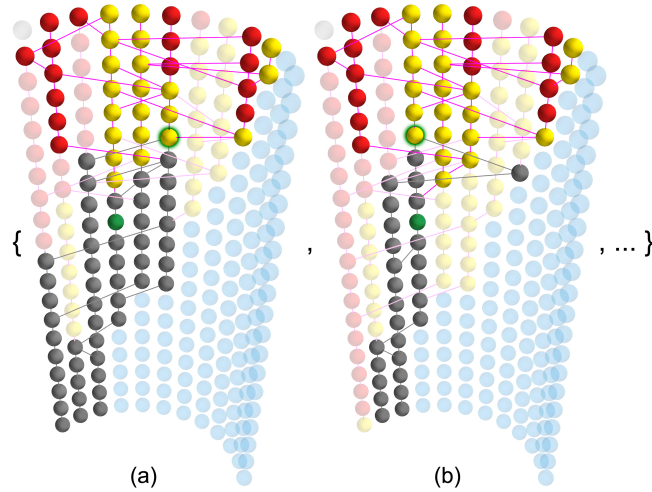 { , , ... }
(a) (b)